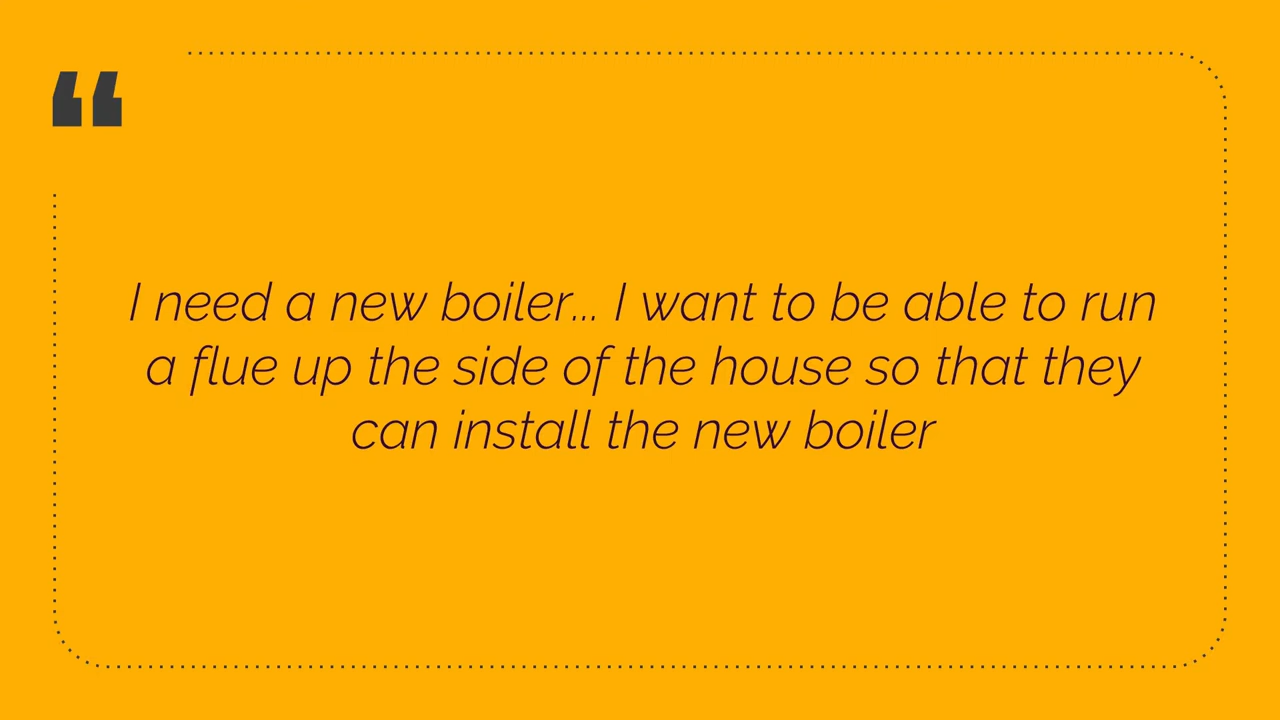 “
I need a new boiler... I want to be able to run
a flue up the side of the house so that they
can install the new boiler